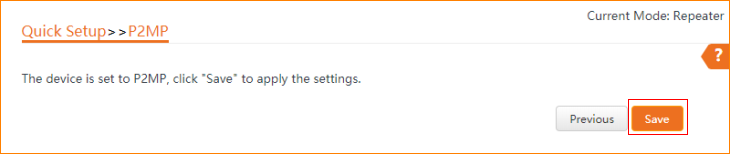 Current Mode: Repeater
Quick Setup>>P2MP
?
The device is set to P2MP, click "Save" to apply the settings.
Previous Save